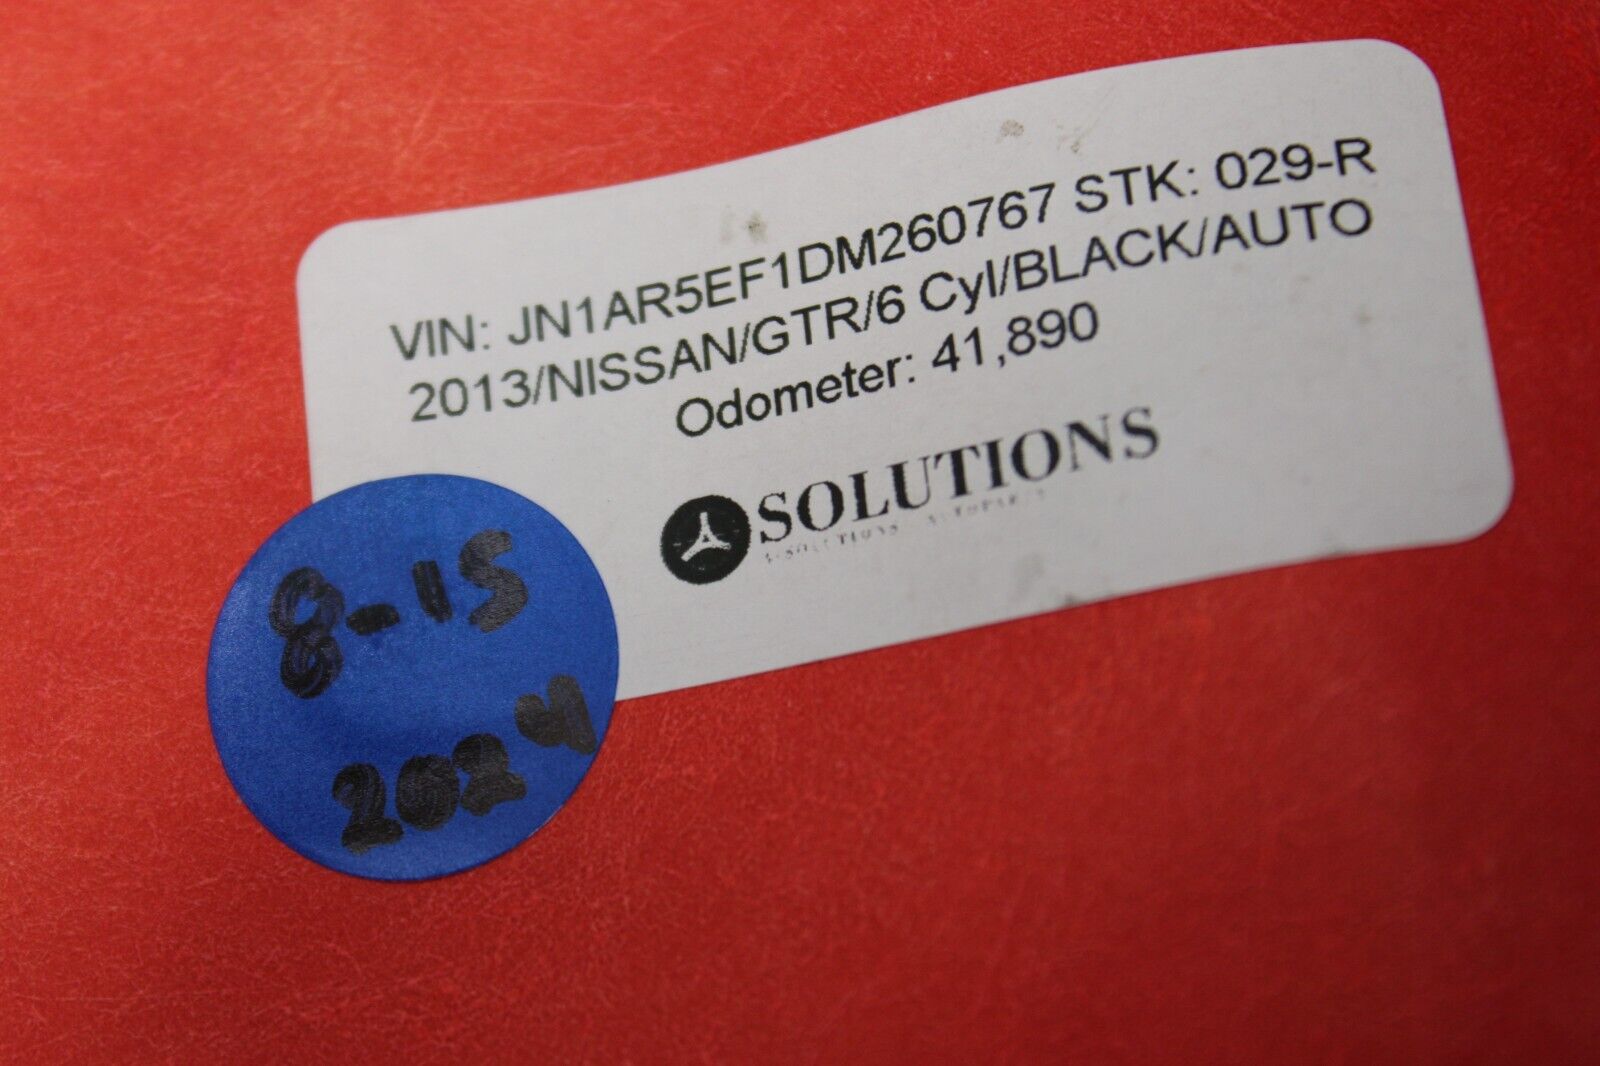 VIN: JN1AR5EF1DM260767 STK: 029-R
2013/NISSAN/GTR/6 Cyl/BLACK/AUTO
Odometer: 41,890
SOLUTIONS
8-15
2024